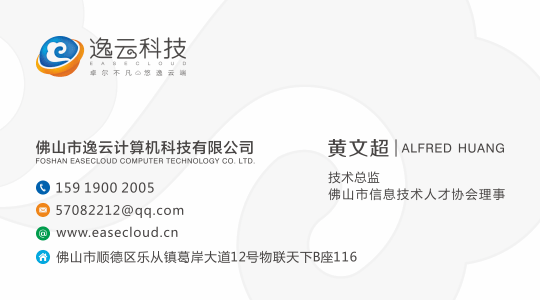 逸云科技
EASECLOUD
卓尔不凡 悠逸云端
佛山市逸云计算机科技有限公司
FOSHAN EASECLOUD COMPUTER TECHNOLOGY CO. LTD.
159 1900 2005
57082212@qq.com
www.easecloud.cn
佛山市顺德区乐从镇葛岸大道12号物联天下B座116
黄文超|ALFRED HUANG
技术总监
佛山市信息技术人才协会理事